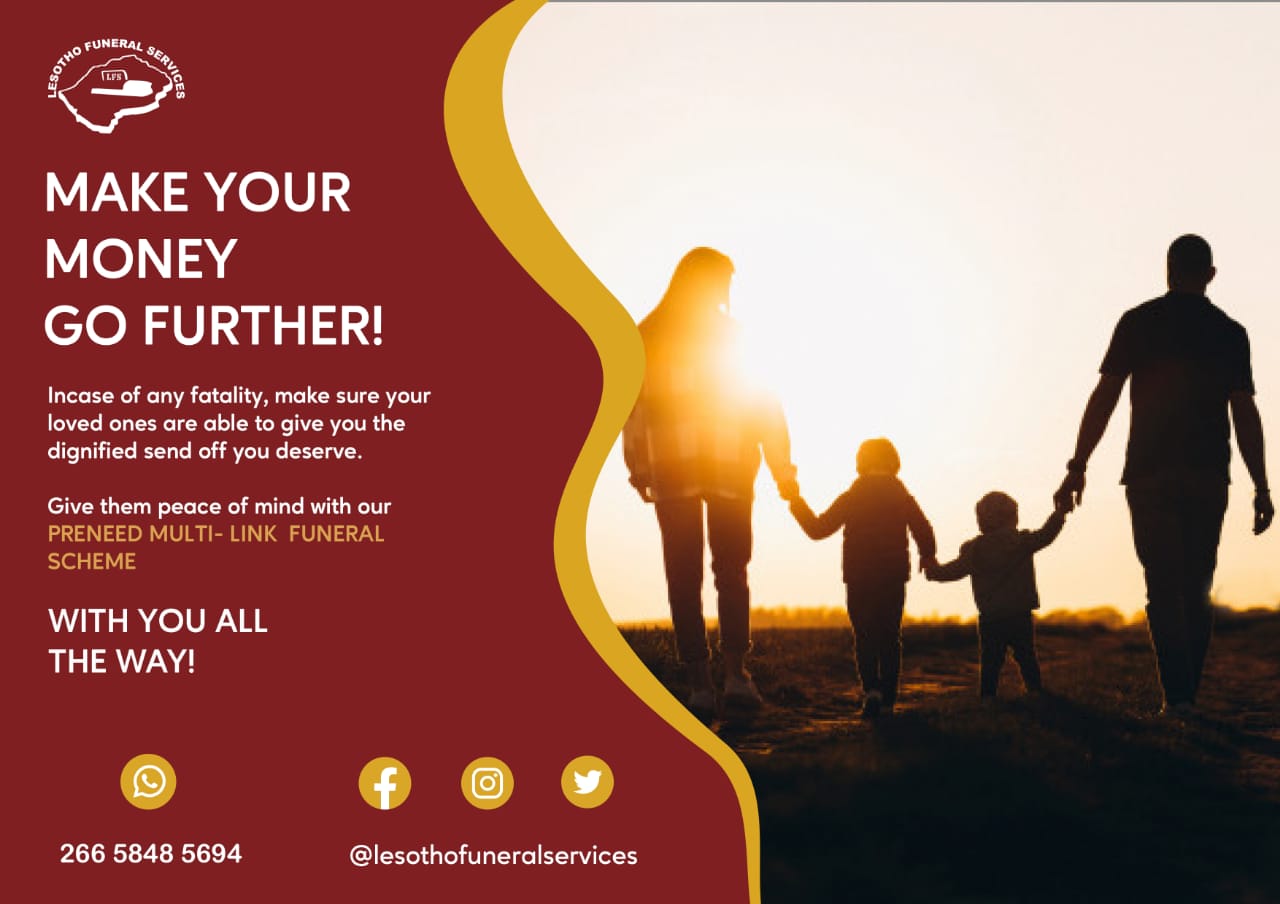 LESOTHO FUNERAL SERVICES
LFS
MAKE YOUR
MONEY
GO FURTHER!
Incase of any fatality, make sure your
loved ones are able to give you the
dignified send off you deserve.
Give them peace of mind with our
PRENEED MULTI- LINK  FUNERAL
SCHEME
WITH YOU ALL
THE WAY!
266 5848 5694
@lesothofuneralservices